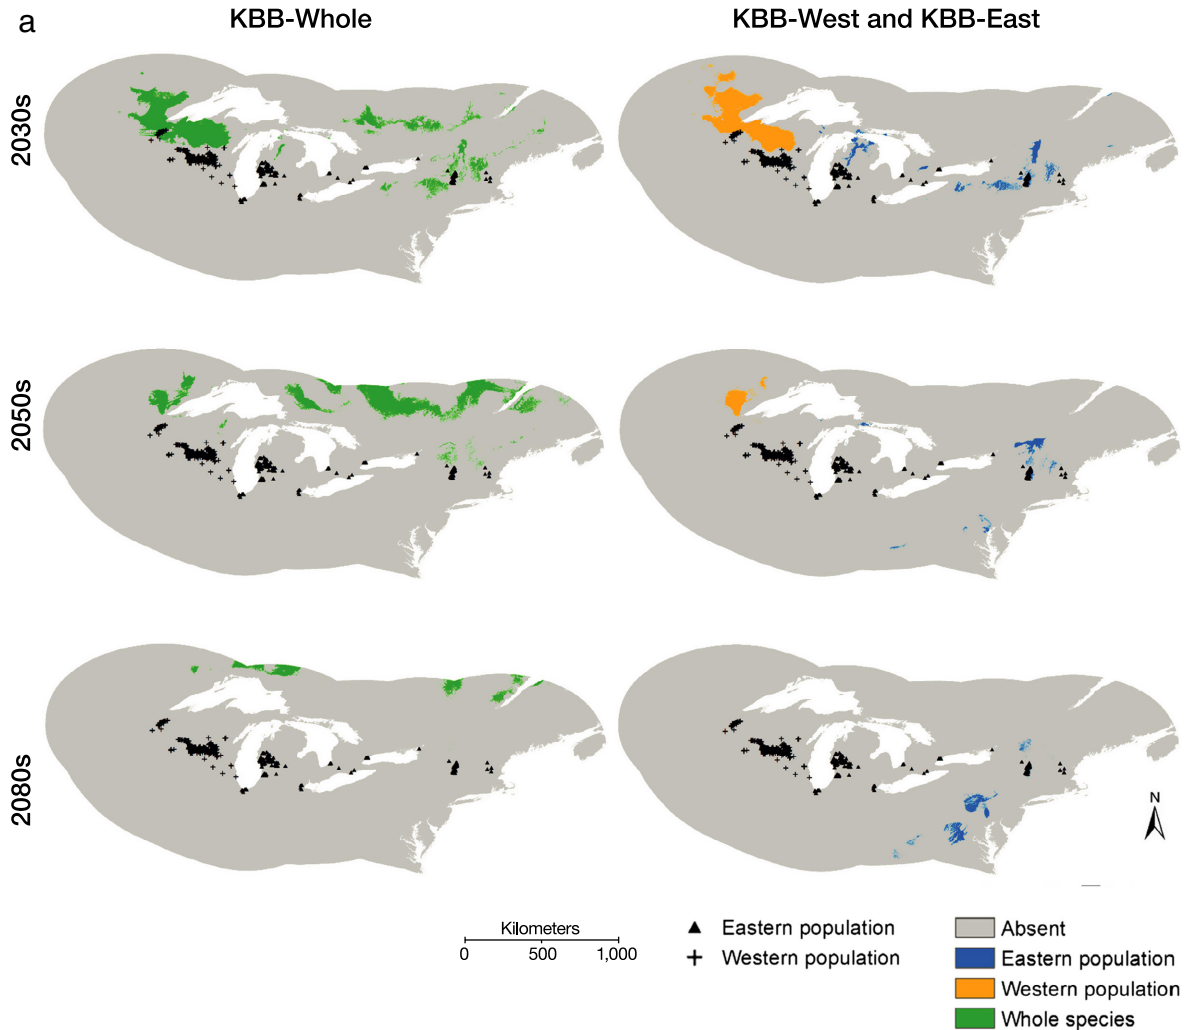 a
KBB-Whole
KBB-West and KBB-East
2030s
2050s
2080s
N
Kilometers
0 500 1,000
Eastern population
Western population
Absent
Eastern population
Western population
Whole species